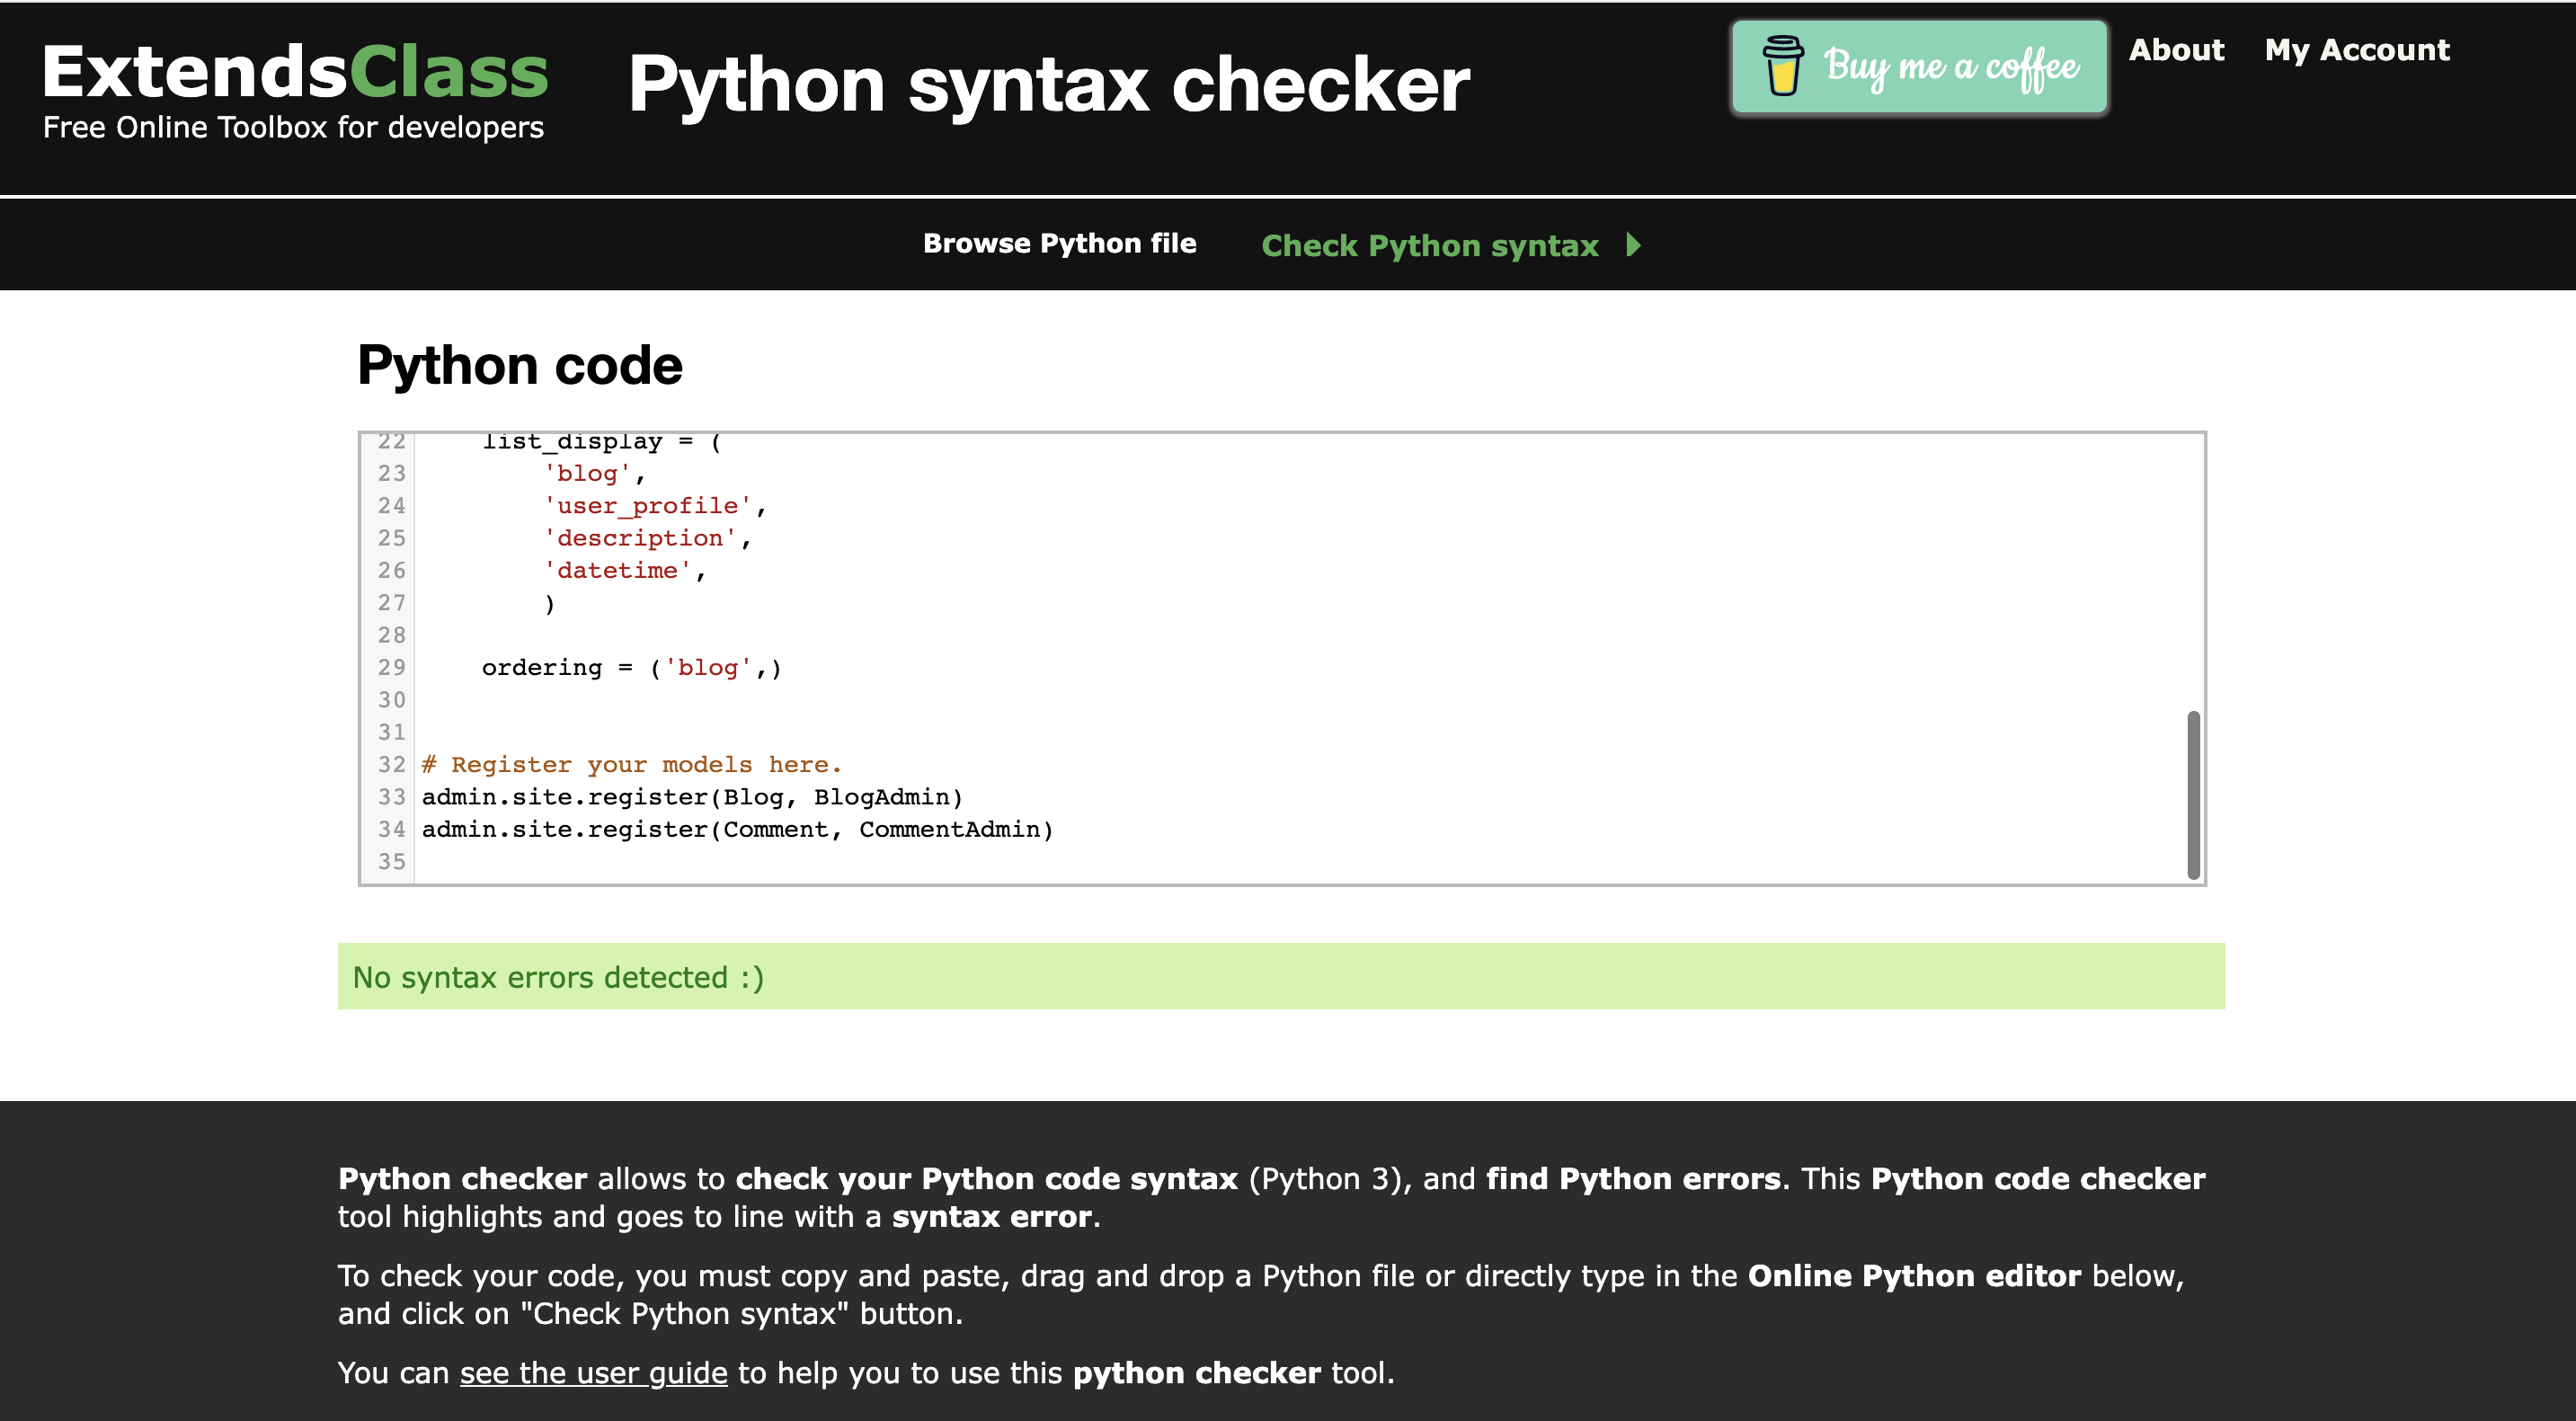 ExtendsClass
Free Online Toolbox for developers
Python syntax checker
Buy me a coffee
About
My Account
Browse Python file
Check Python syntax
Python code
22     list_display = (
23         'blog',
24         'user_profile',
25         'description',
26         'datetime',
27         )
28
29     ordering = ('blog',)
30
31
32 # Register your models here.
33 admin.site.register(Blog, BlogAdmin)
34 admin.site.register(Comment, CommentAdmin)
35
No syntax errors detected :)
Python checker allows to check your Python code syntax (Python 3), and find Python errors. This Python code checker
tool highlights and goes to line with a syntax error.
To check your code, you must copy and paste, drag and drop a Python file or directly type in the Online Python editor below,
and click on "Check Python syntax" button.
You can see the user guide to help you to use this python checker tool.